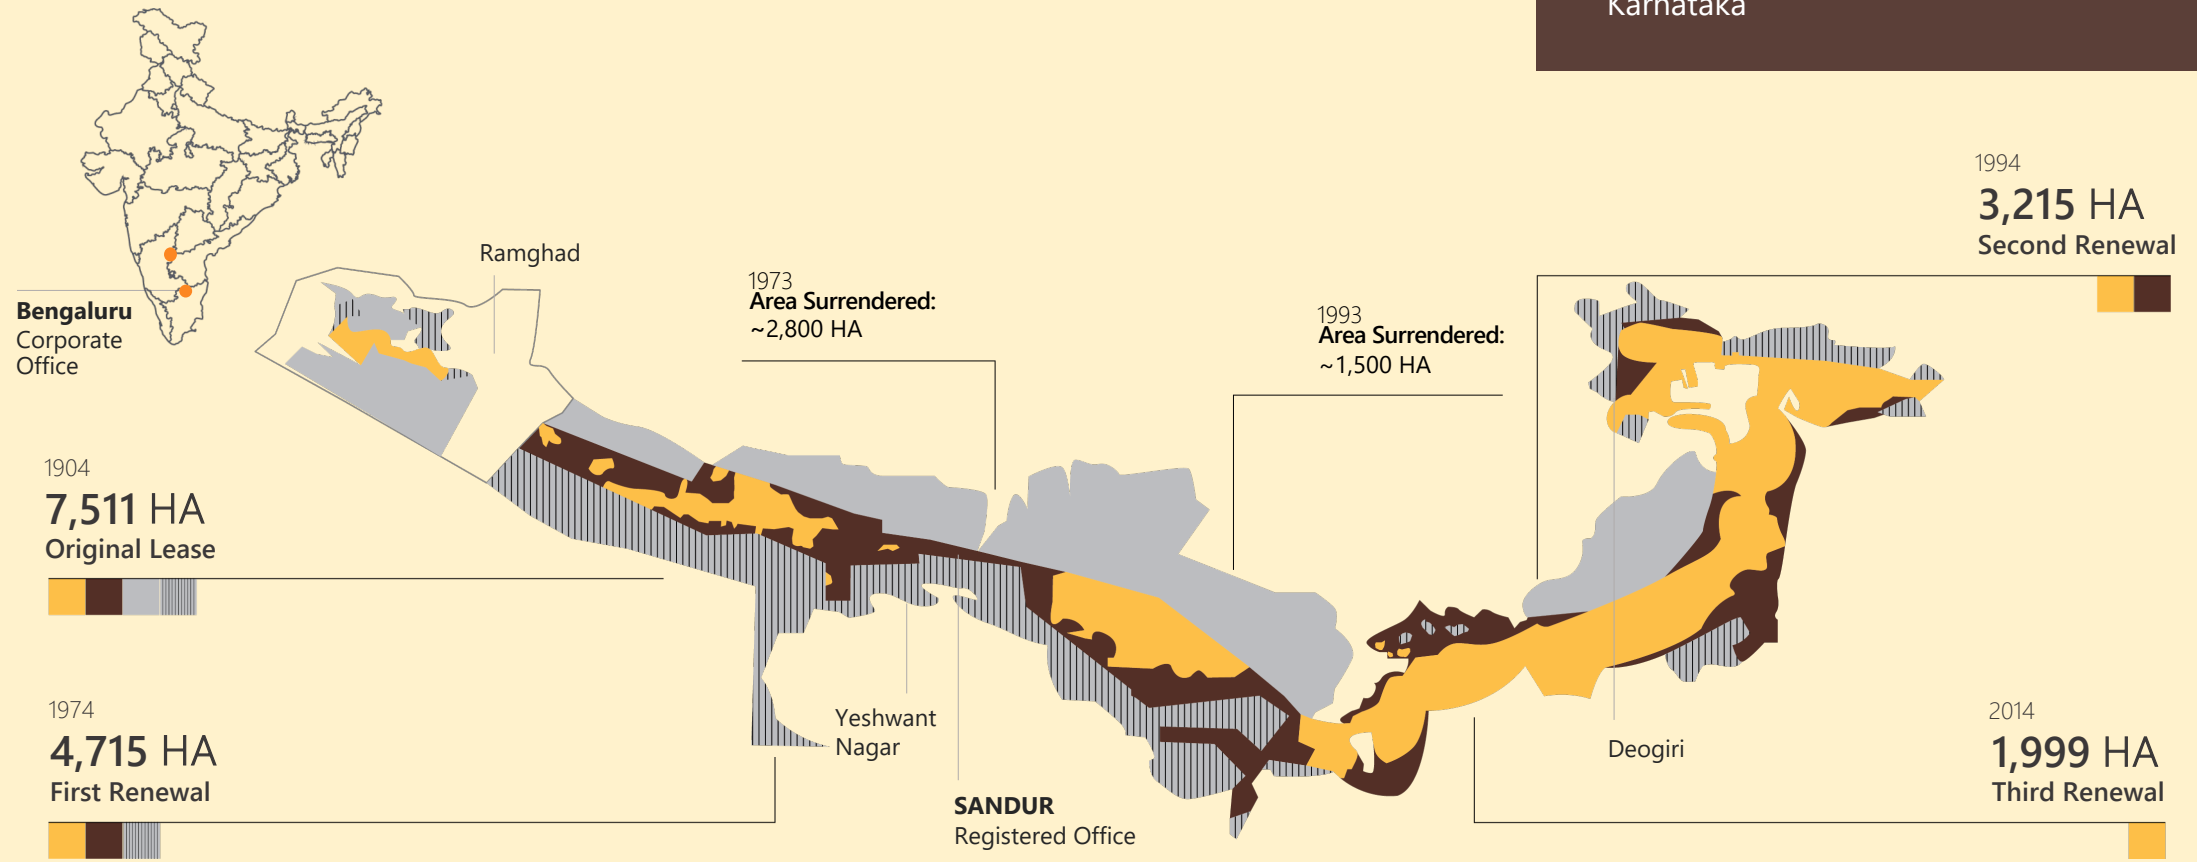 Karnataka
1994
3,215 HA
Second Renewal
Ramghad
1973
Area Surrendered:
~2,800 HA
1993
Area Surrendered:
~1,500 HA
Bengaluru
Corporate
Office
1904
7,511 HA
Original Lease
1974
4,715 HA
First Renewal
Yeshwant
Nagar
SANDUR
Registered Office
Deogiri
2014
1,999 HA
Third Renewal